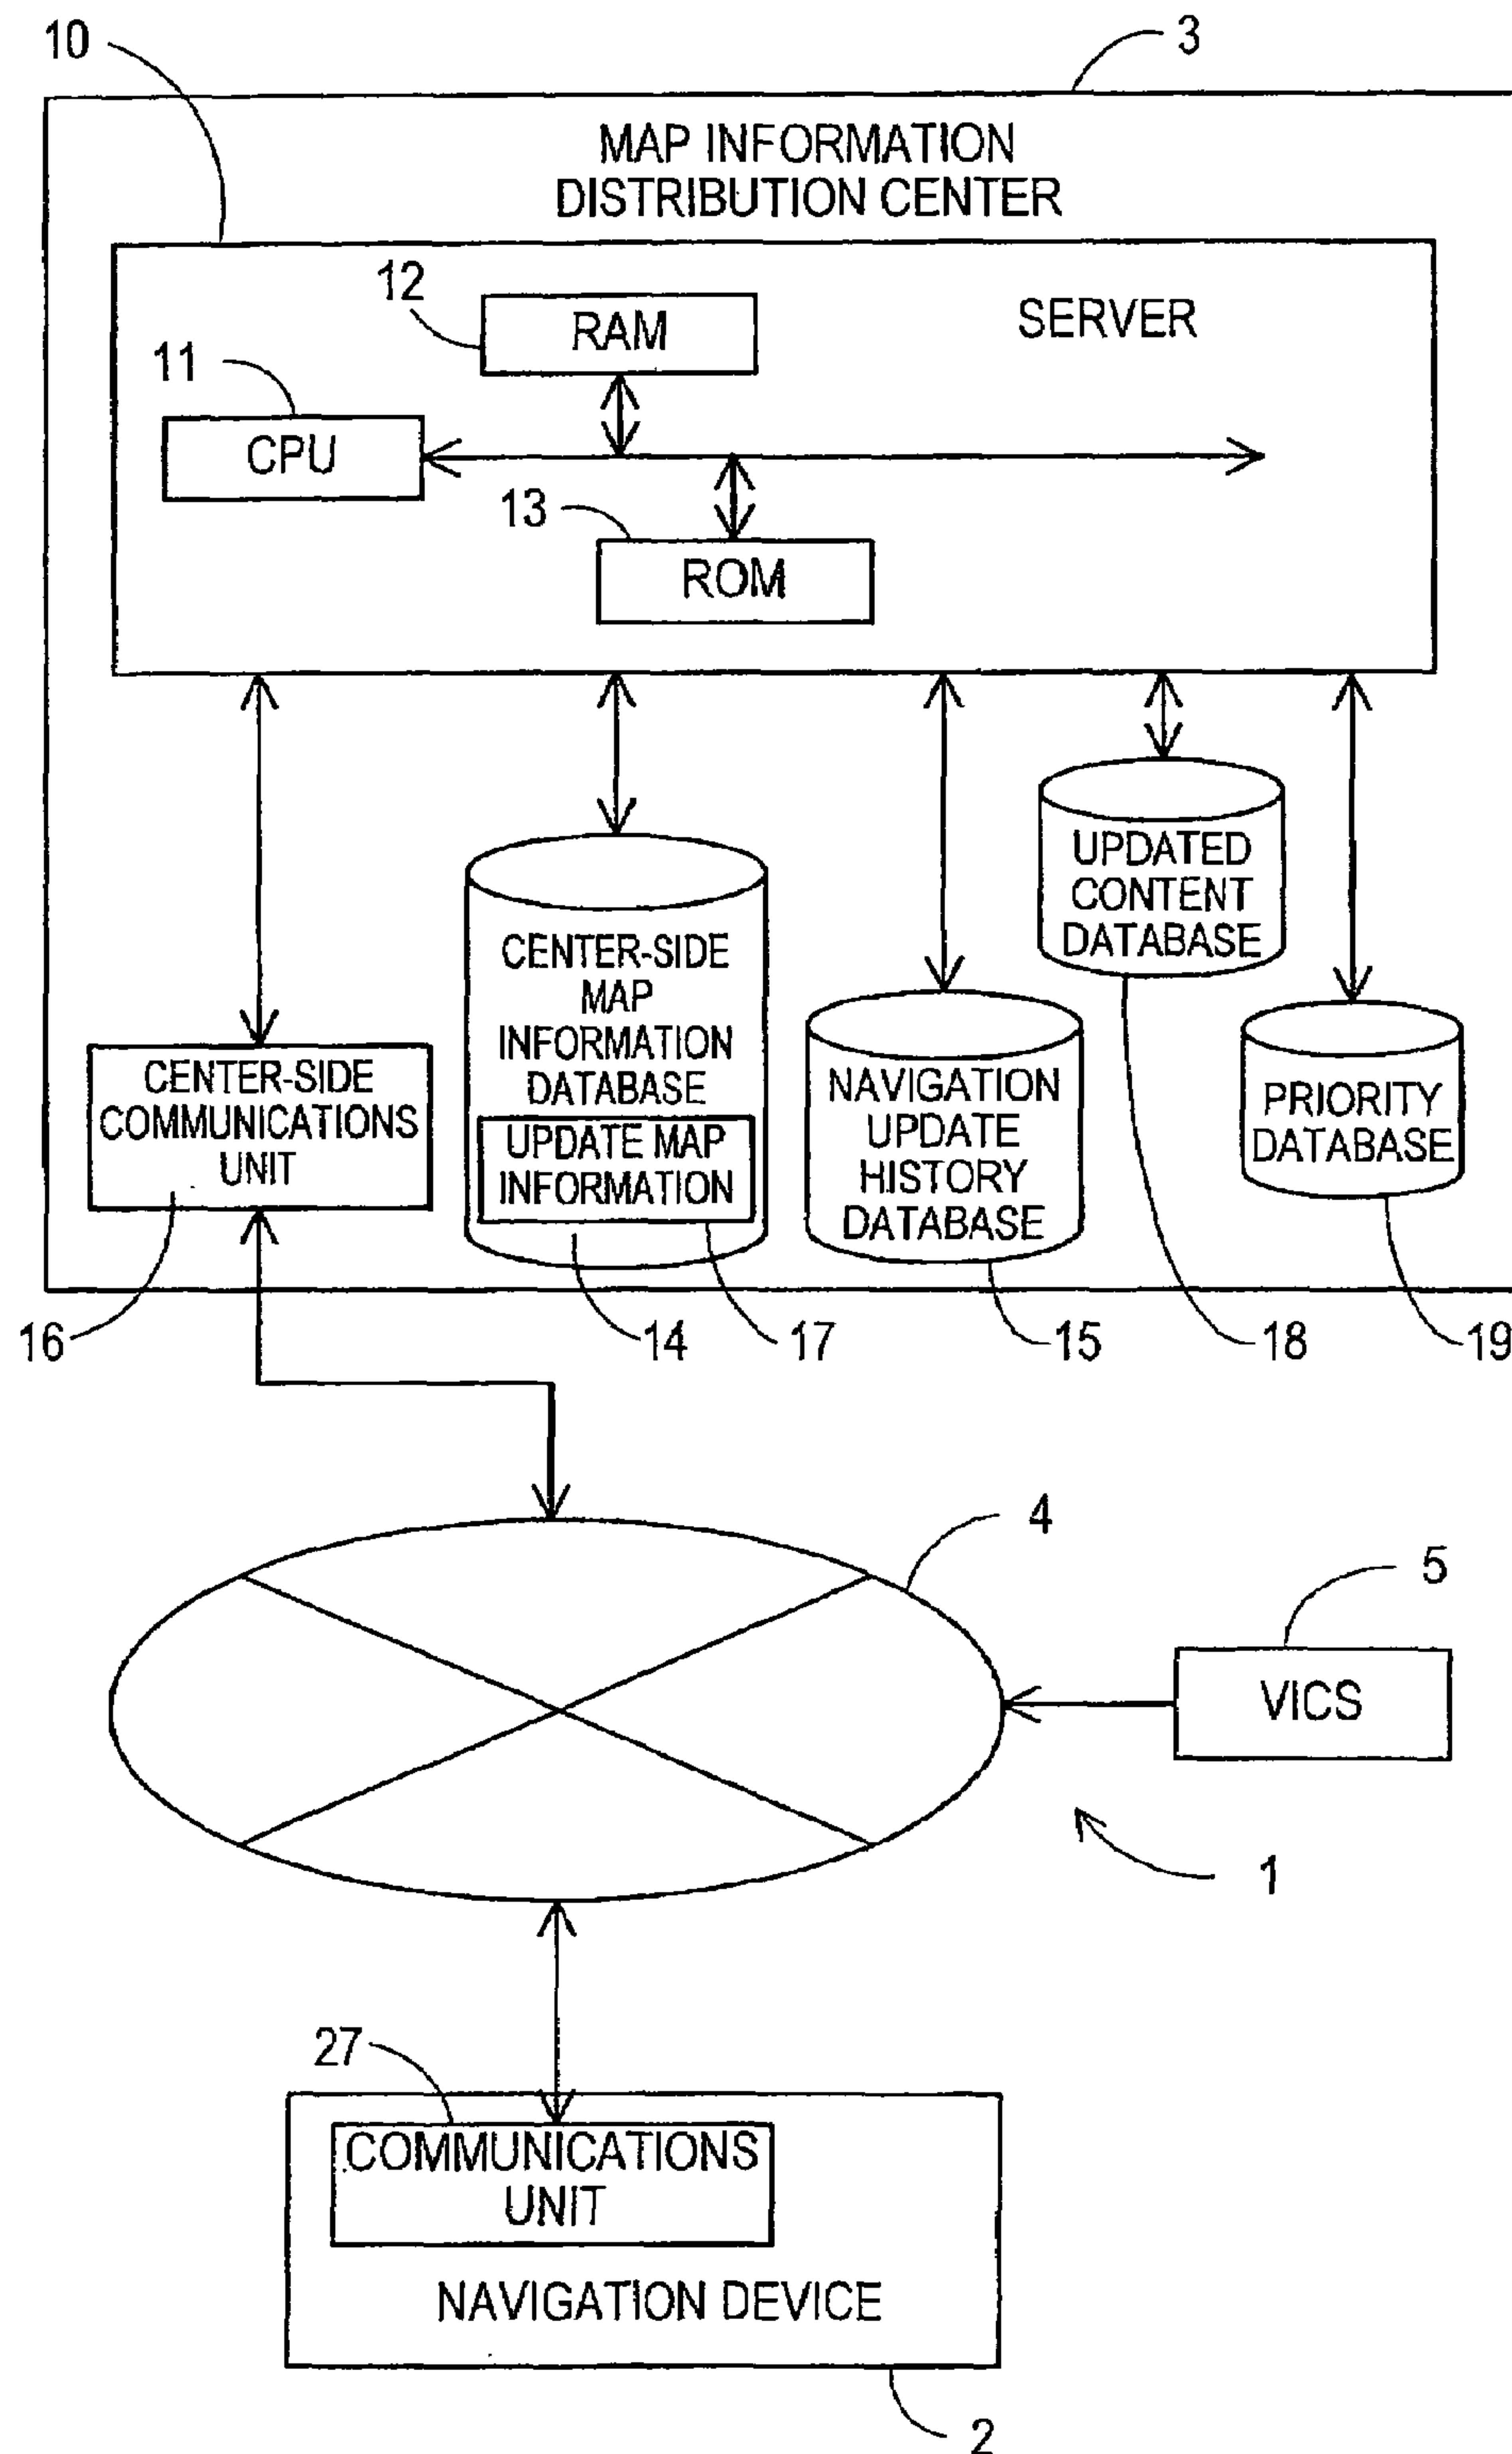 10
3
MAP INFORMATION
DISTRIBUTION CENTER
12
RAM
SERVER
11
CPU
13
ROM
UPDATED
CONTENT
DATABASE
CENTER-SIDE
MAP
INFORMATION
DATABASE
UPDATE MAP
INFORMATION
CENTER-SIDE
COMMUNICATIONS
UNIT
NAVIGATION
UPDATE
HISTORY
DATABASE
PRIORITY
DATABASE
16
14
17
15
18
19
4
5
VICS
1
27
COMMUNICATIONS
UNIT
NAVIGATION DEVICE
2